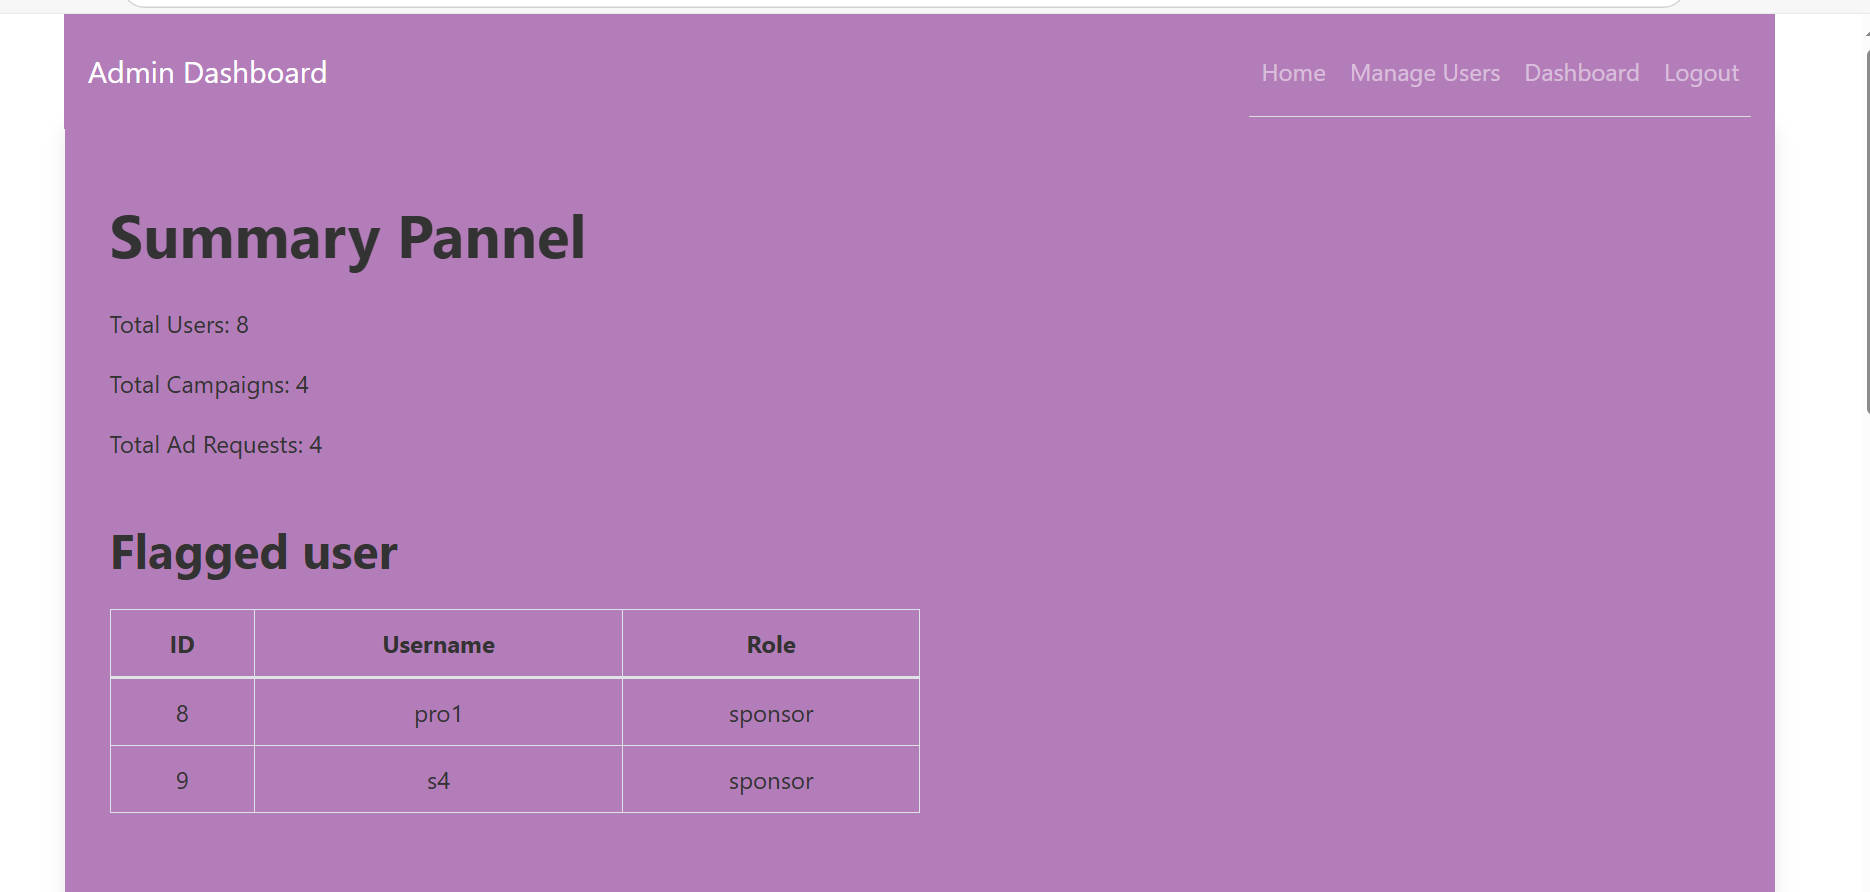 Admin Dashboard Home Manage Users Dashboard Logout
Summary Pannel
Total Users: 8
Total Campaigns: 4
Total Ad Requests: 4
Flagged user
ID Username Role
8 pro1 sponsor
9 s4 sponsor